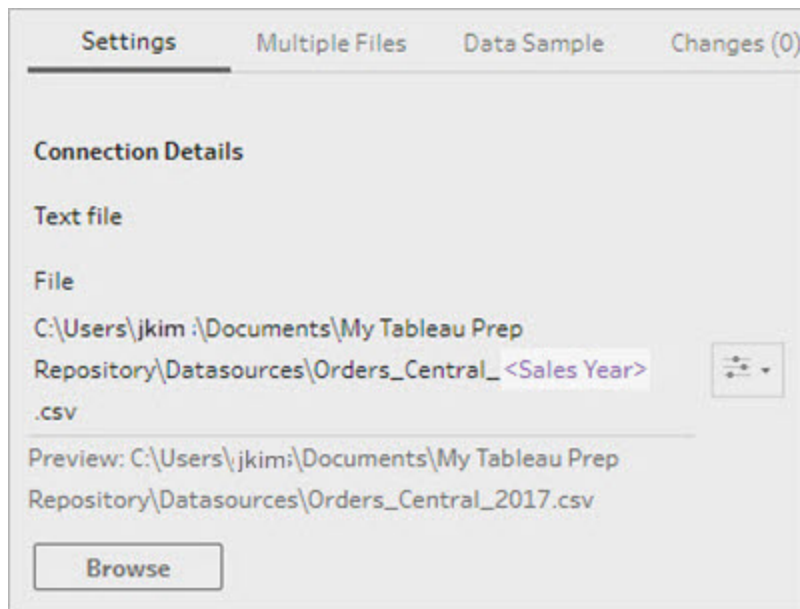 Settings Multiple Files Data Sample Changes (0)
Connection Details
Text file
File
C:\Users\jkim :\Documents\My Tableau Prep
Repository\Datasources\Orders_Central_<Sales Year>
.csv
Preview: C:\Users\jkim\Documents\My Tableau Prep
Repository\Datasources\Orders_Central_2017.csv
Browse